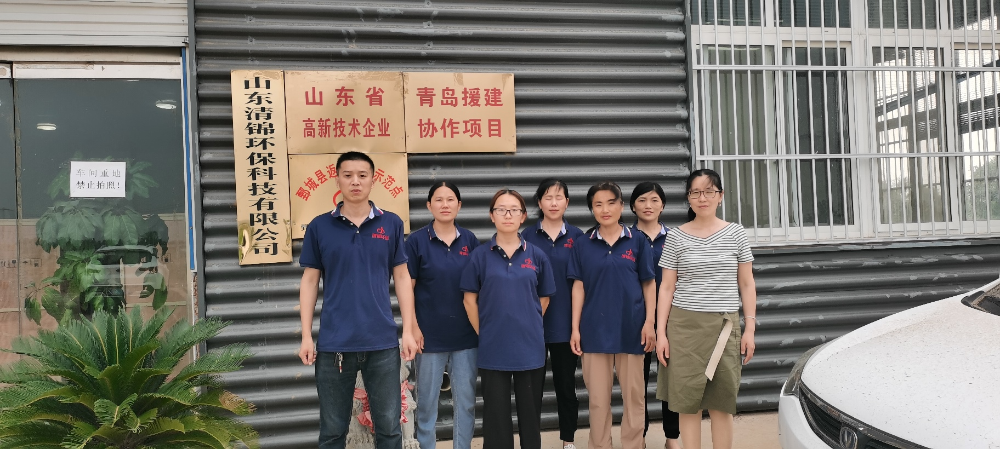 山东清锦环保科技有限公司
山东省
高新技术企业
青岛援建
协作项目
鄄城县返
示范点
车间重地
禁止拍照！